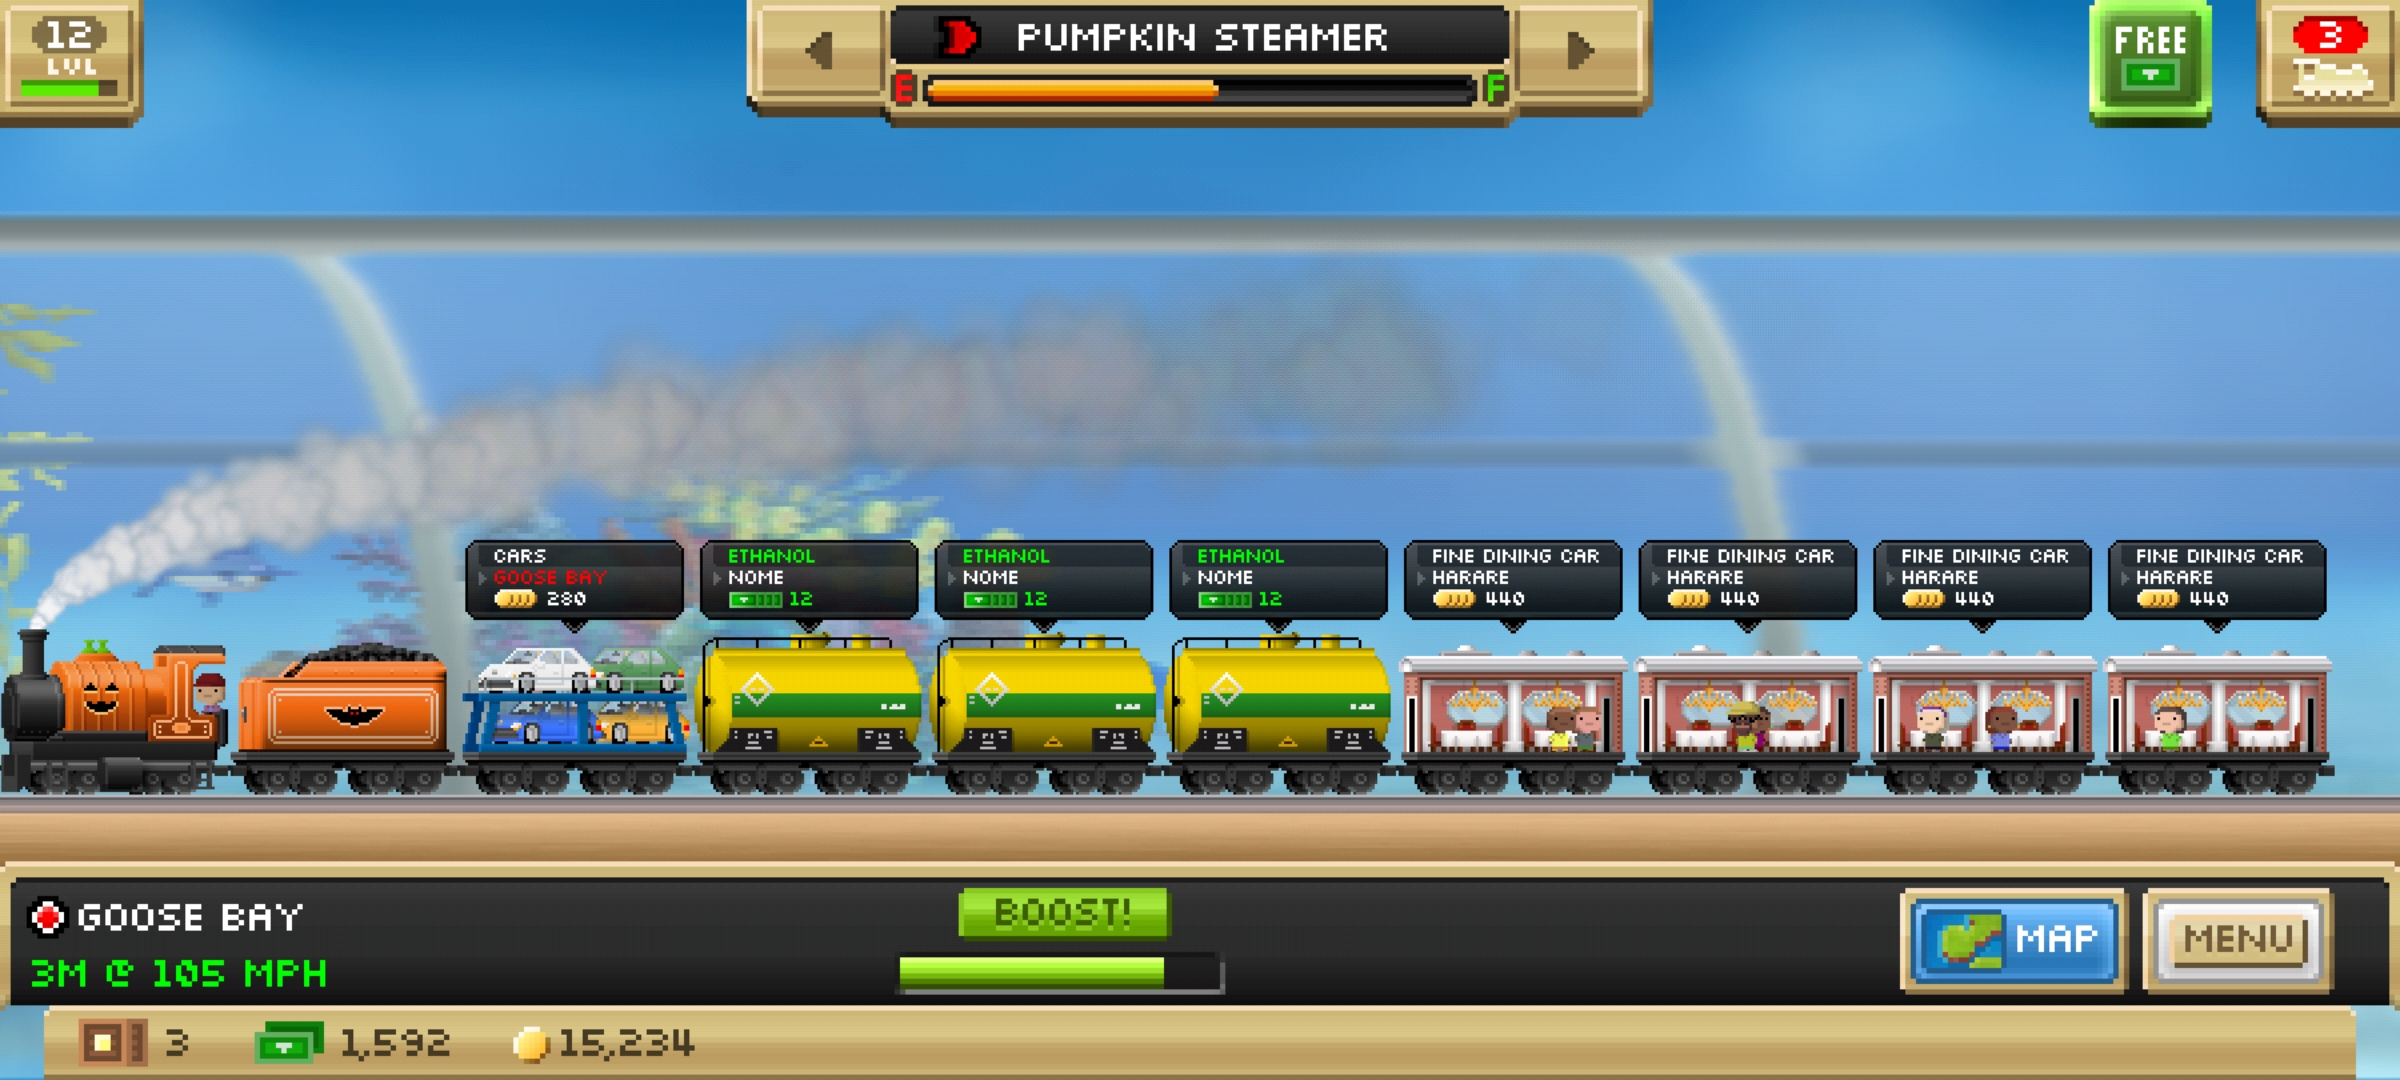 12
LVL
PUMPKIN STEAMER
E
F
FREE
3
CARS
GOOSE BAY
280
ETHANOL
NOME
12
ETHANOL
NOME
12
ETHANOL
NOME
12
FINE DINING CAR
HARARE
440
FINE DINING CAR
HARARE
440
FINE DINING CAR
HARARE
440
FINE DINING CAR
HARARE
440
GOOSE BAY
3M @ 105 MPH
BOOST!
MAP
MENU
3
1,592
15,234